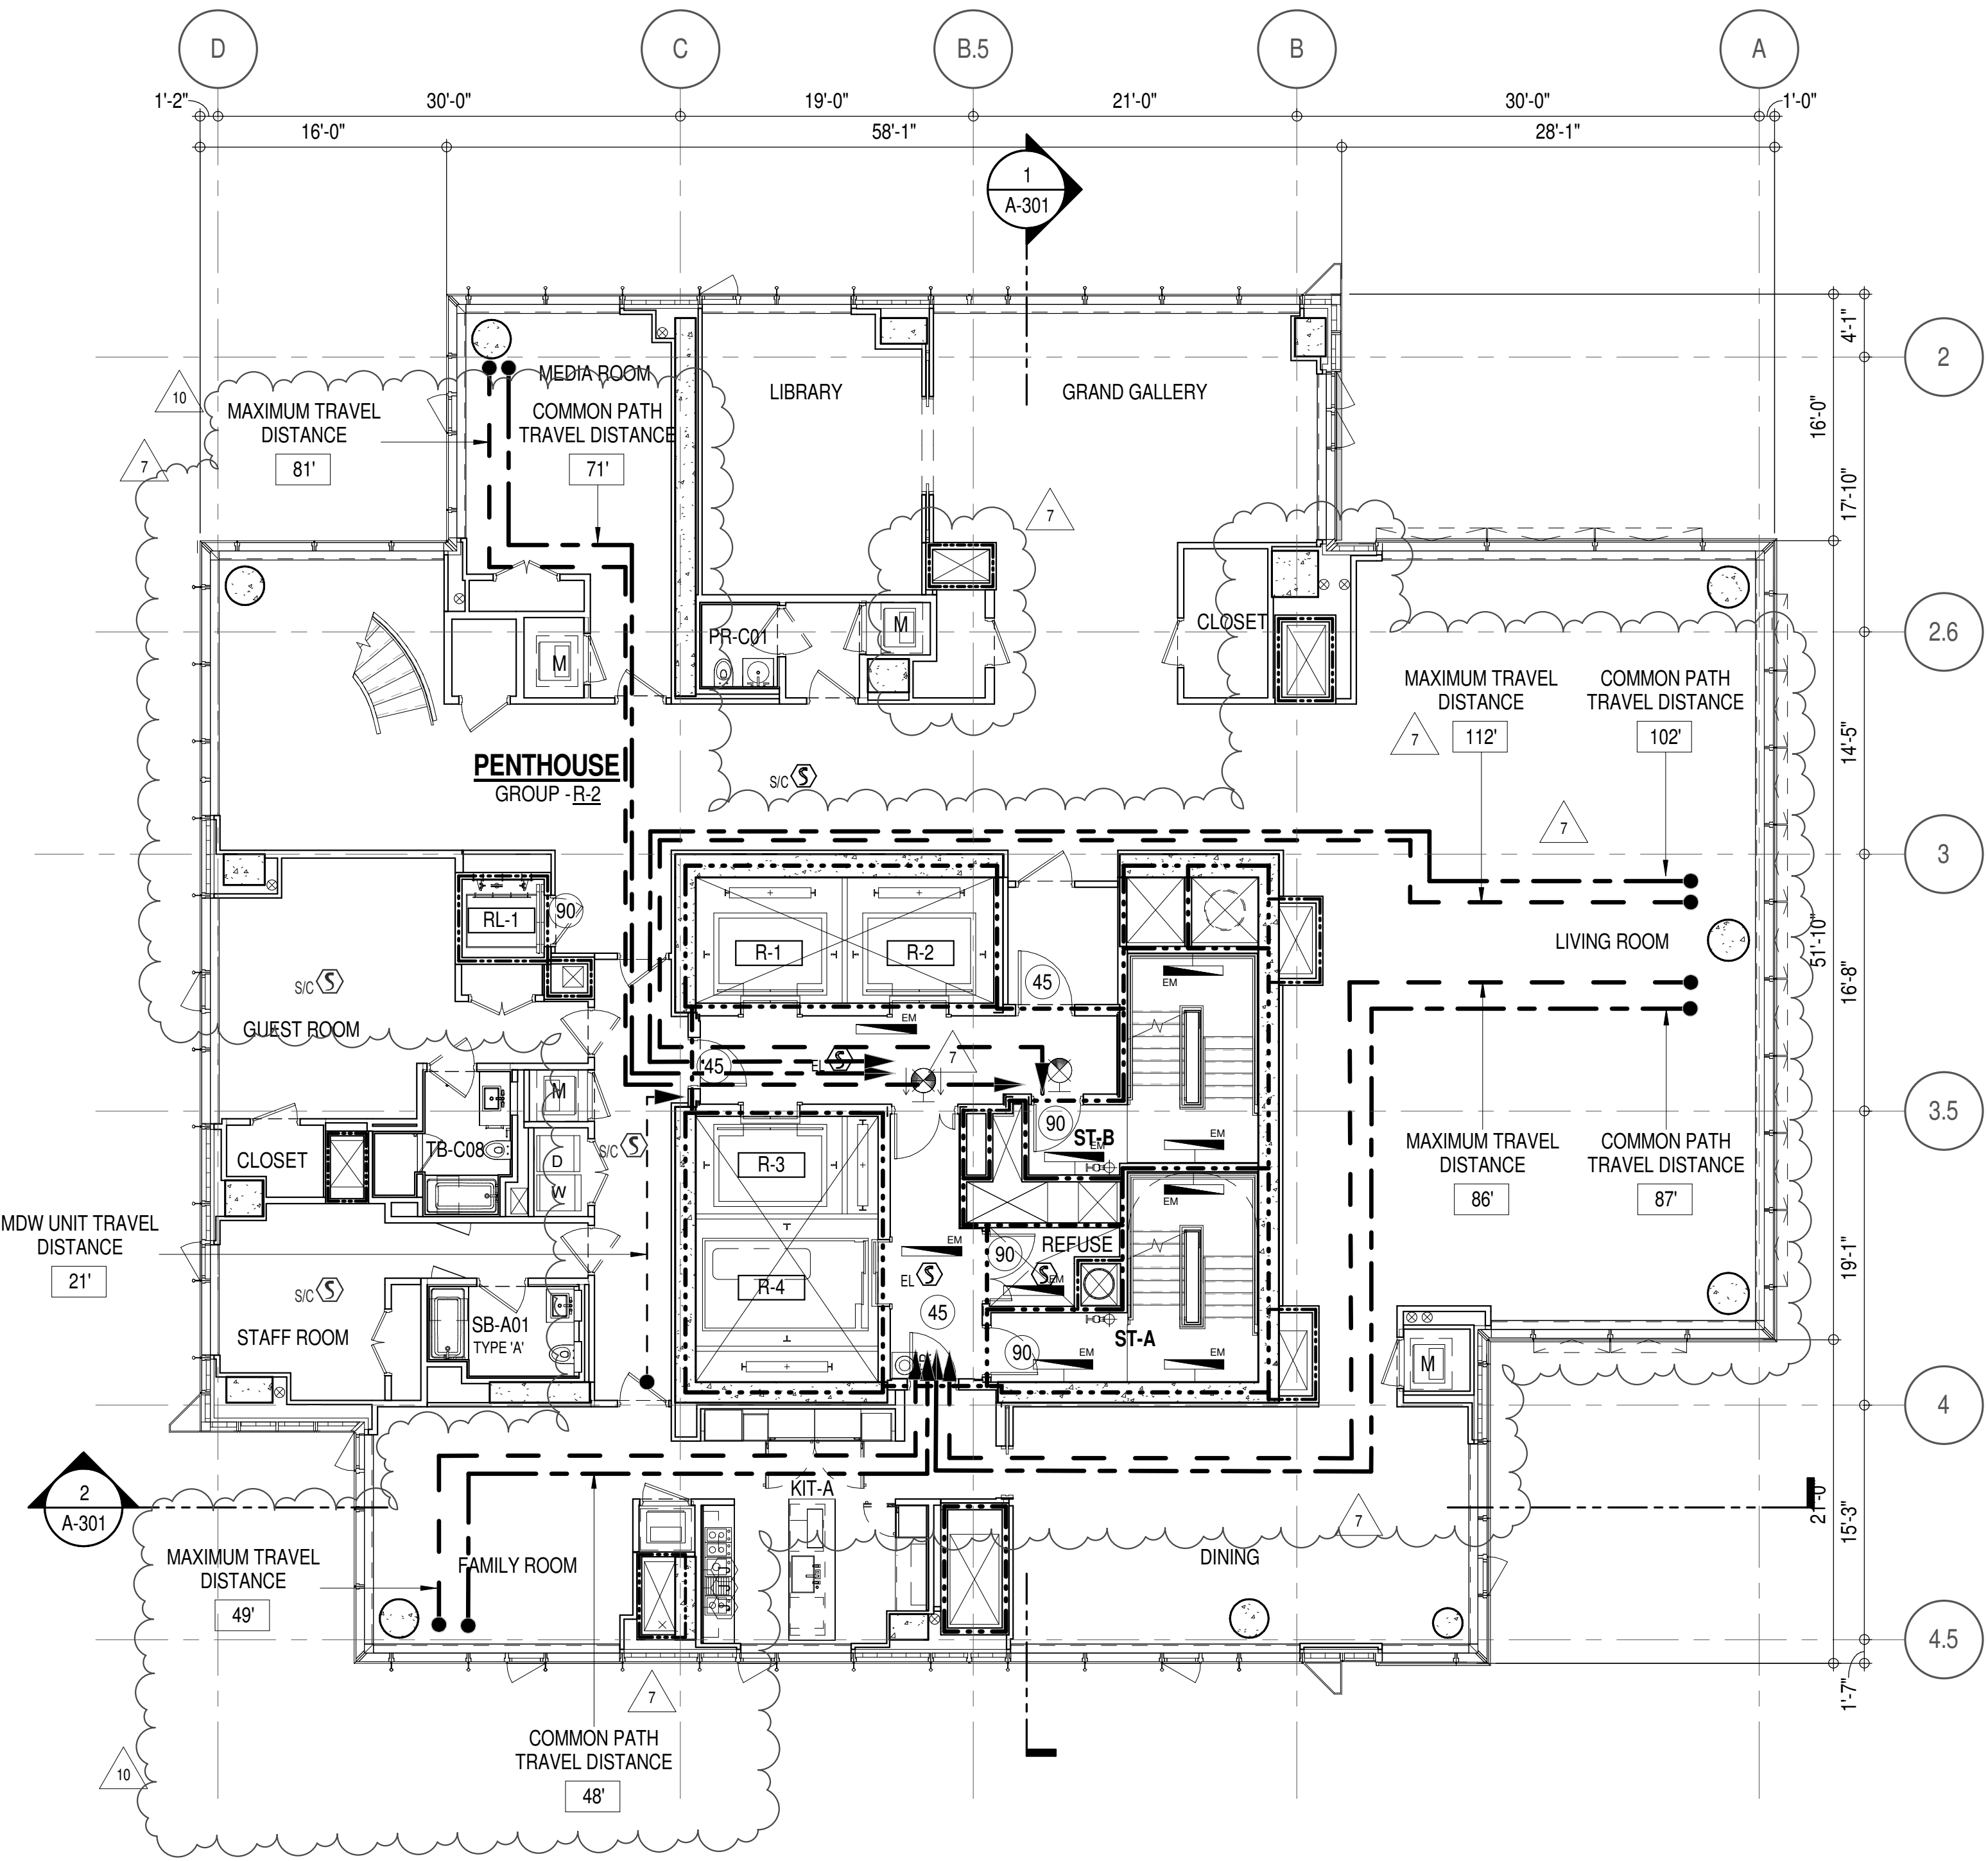 D
C
B.5
B
A
1'-2"
30'-0"
19'-0"
21'-0"
30'-0"
1'-0"
16'-0"
58'-1"
28'-1"
1
A-301
4'-1"
2
10
MEDIA ROOM
LIBRARY
GRAND GALLERY
MAXIMUM TRAVEL
DISTANCE
81'
COMMON PATH
TRAVEL DISTANCE
71'
16'-0"
17'-10"
7
7
M
PR-C01
M
CLOSET
2.6
MAXIMUM TRAVEL
DISTANCE
112'
COMMON PATH
TRAVEL DISTANCE
102'
7
14'-5"
PENTHOUSE
GROUP - R-2
S/C S
7
3
RL-1
90
R-1
R-2
LIVING ROOM
51'-10"
16'-8"
S/C S
45
EM
GUEST ROOM
EM
45
EL S
7
M
90
3.5
CLOSET
TB-C08
S/C S
D
W
R-3
ST-B
EM
EM
MAXIMUM TRAVEL
DISTANCE
86'
COMMON PATH
TRAVEL DISTANCE
87'
EM
MDW UNIT TRAVEL
DISTANCE
21'
EM
90
REFUSE
19'-1"
S/C S
R-4
EL S
S
EM
STAFF ROOM
SB-A01
TYPE 'A'
45
ST-A
90
EM
EM
M
4
2
A-301
KIT-A
7
21'-0
15'-3"
MAXIMUM TRAVEL
DISTANCE
49'
FAMILY ROOM
DINING
4.5
7
1'-7"
COMMON PATH
TRAVEL DISTANCE
48'
10